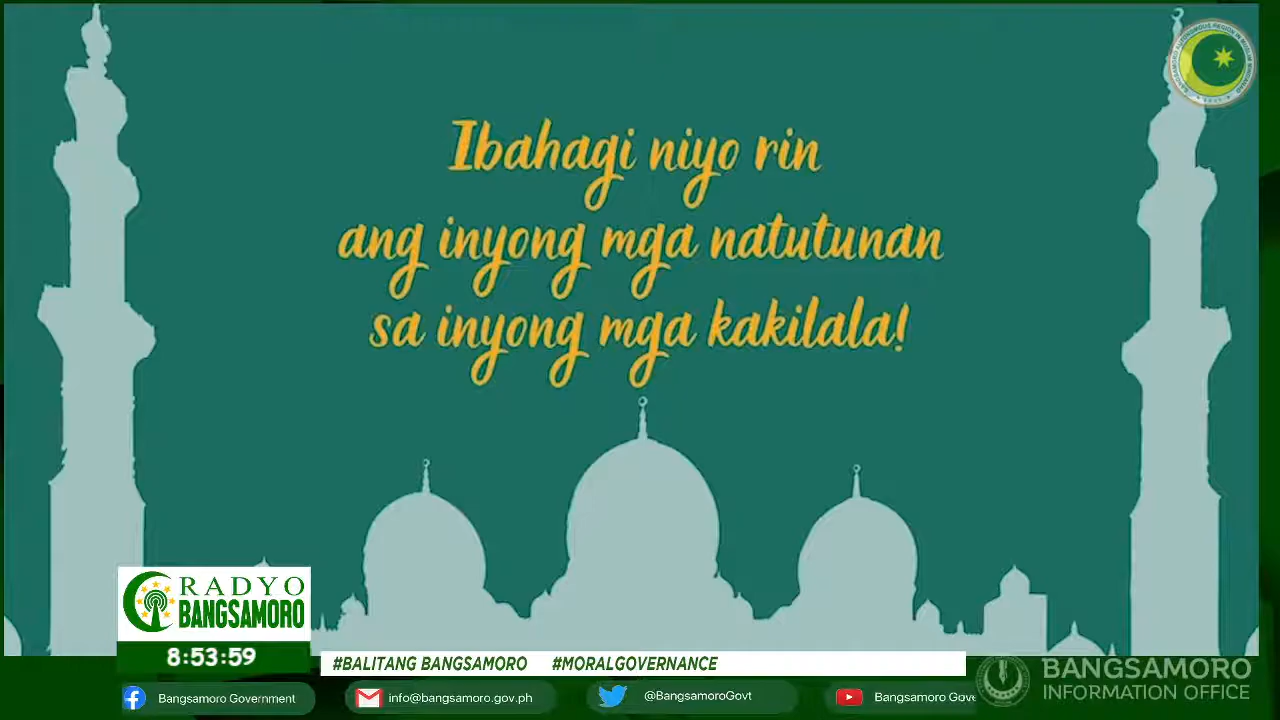 Ibahagi niyo rin
ang inyong mga natutunan
sa inyong mga kakilala!
RADYO
BANGSAMORO
8:53:59
#BALITANG BANGSAMORO #MORALGOVERNANCE
Bangsamoro Government
info@bangsamoro.gov.ph
@BangsamoroGovt
Bangsamoro Gove
BANGSAMORO
INFORMATION OFFICE